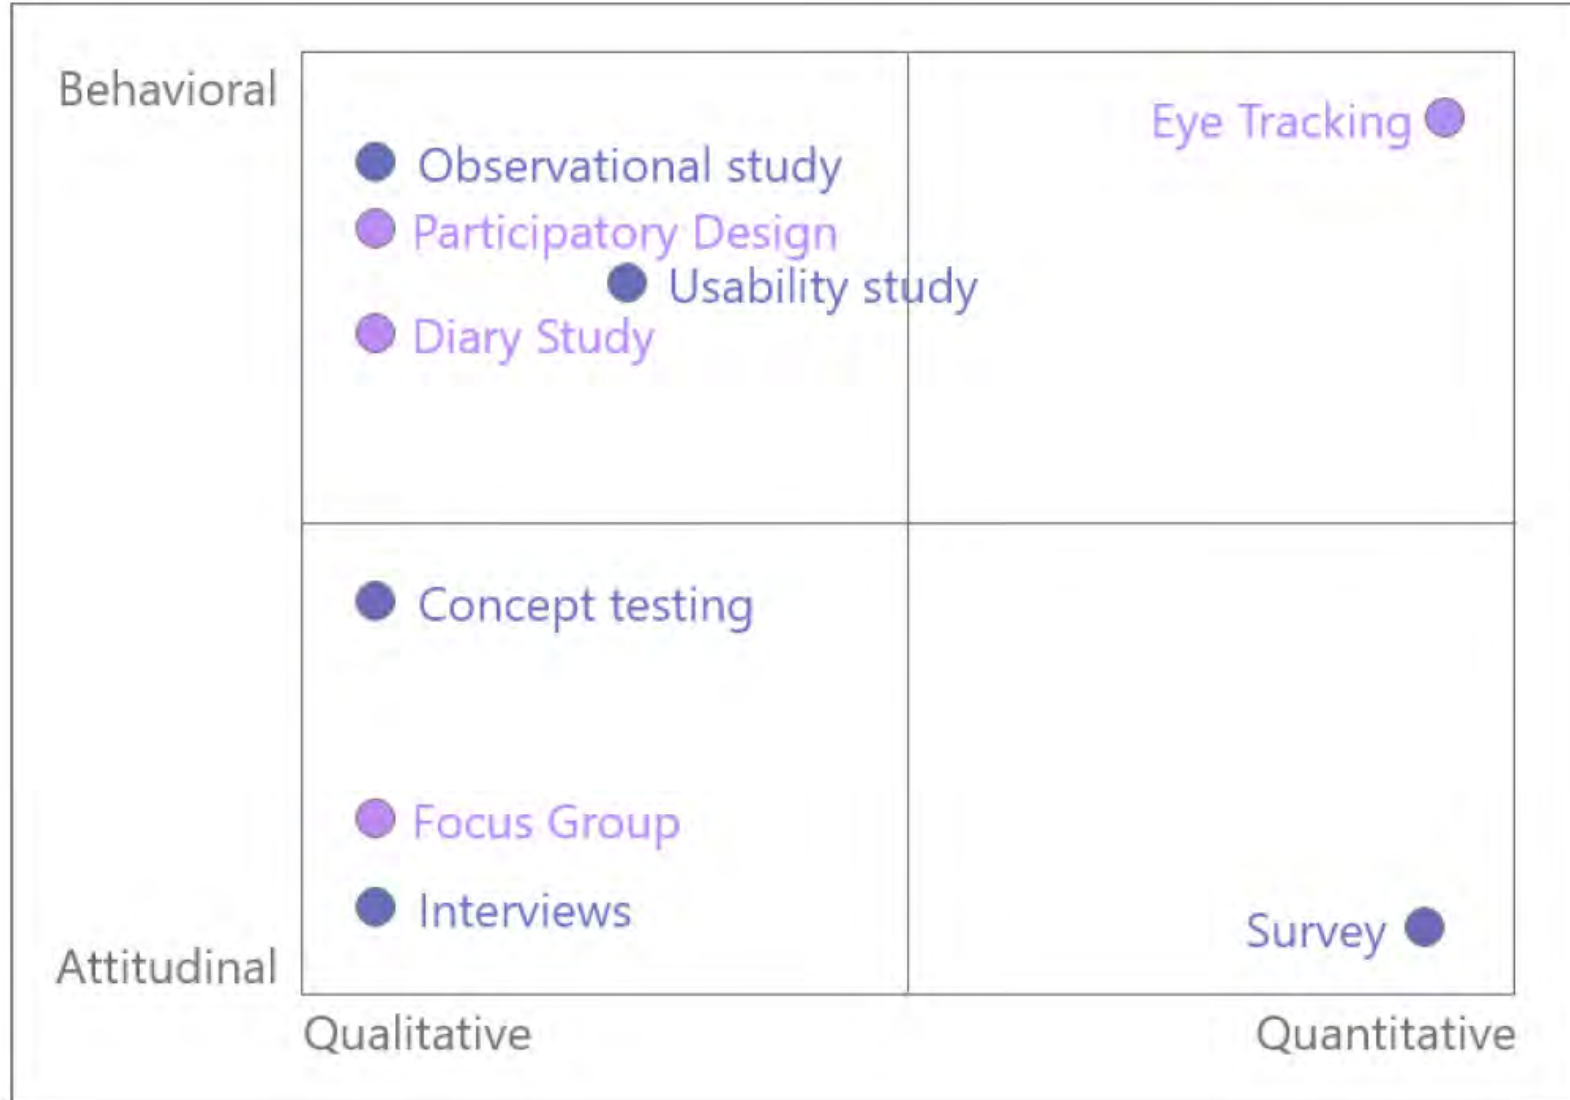 Behavioral
Eye Tracking
Observational study
Participatory Design
Usability study
Diary Study
Concept testing
Focus Group
Interviews
Survey
Attitudinal
Qualitative
Quantitative